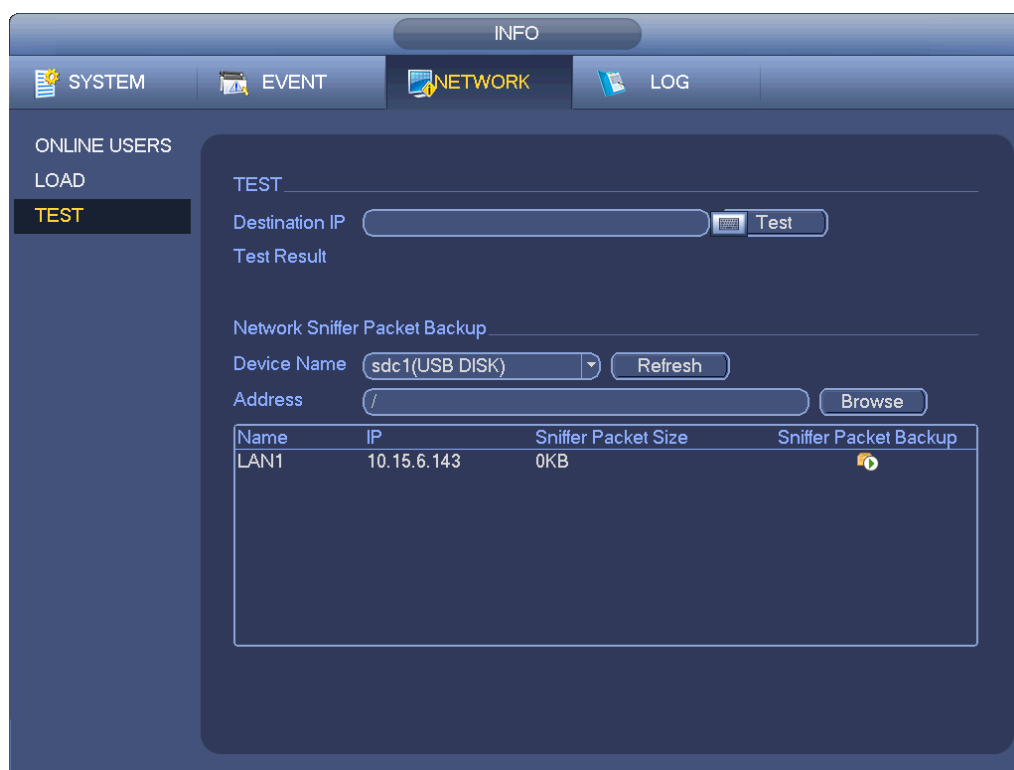 INFO
SYSTEM EVENT NETWORK LOG
ONLINE USERS
LOAD
TEST
TEST
Destination IP Test
Test Result
Network Sniffer Packet Backup
Device Name sdc1(USB DISK) Refresh
Address / Browse
Name IP Sniffer Packet Size Sniffer Packet Backup
LAN1 10.15.6.143 0KB